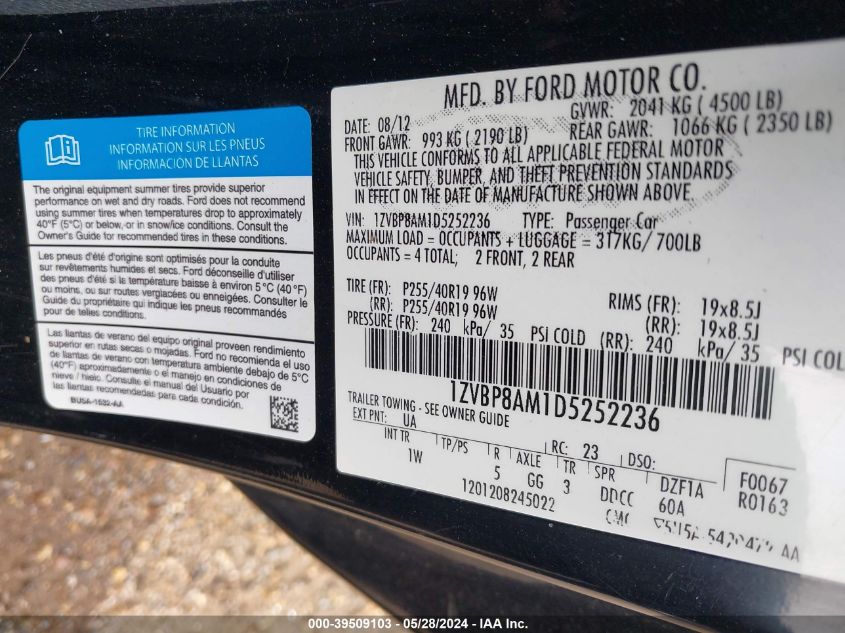 TIRE INFORMATION
INFORMATION SUR LES PNEUS
INFORMACIÓN DE LLANTAS
The original equipment summer tires provide superior
performance on wet and dry roads. Ford does not recommend
using summer tires when temperatures drop to approximately
40°F (5°C) or below, or in snow/ice conditions. Consult the
Owner's Guide for recommended tires in these conditions.
Les pneus d'été d'origine sont optimisés pour la conduite
sur revêtements humides et secs. Ford déconseille d'utiliser
des pneus d'été si la température baisse à environ 5°C (40°F)
ou moins, ou sur routes verglacées ou enneigées. Consulter le
Guide du propriétaire qui indique les pneus recommandés
pour de telles conditions.
Las llantas de verano del equipo original proveen rendimiento
superior en rutas secas o mojadas. Ford no recomienda el uso
de llantas de verano con temperatura ambiente debajo de 5°C
(40°F) aproximadamente o el manejo en condiciones de
nieve / hielo. Consulte el manual del Usuario por
las llantas recomendadas para cada condición.
BU5A-1532-AA
MFD. BY FORD MOTOR CO.
DATE: 08/12 GVWR: 2041 KG ( 4500 LB)
FRONT GAWR: 993 KG ( 2190 LB) REAR GAWR: 1066 KG ( 2350 LB)
THIS VEHICLE CONFORMS TO ALL APPLICABLE FEDERAL MOTOR
VEHICLE SAFETY, BUMPER, AND THEFT PREVENTION STANDARDS
IN EFFECT ON THE DATE OF MANUFACTURE SHOWN ABOVE
VIN: 1ZVBP8AM1D5252236 TYPE: Passenger Car
MAXIMUM LOAD = OCCUPANTS + LUGGAGE = 317KG/ 700LB
OCCUPANTS = 4 TOTAL; 2 FRONT, 2 REAR
TIRE (FR): P255/40R19 96W RIMS (FR): 19x8.5J
(RR): P255/40R19 96W (RR): 19x8.5J
PRESSURE (FR): 240 kPa/ 35 PSI COLD (RR): 240 kPa/ 35 PSI COL
1ZVBP8AM1D5252236
TRAILER TOWING - SEE OWNER GUIDE
EXT PNT: UA RC: 23 DSO:
INT TR TP/PS R AXLE TR SPR DZF1A F0067
1W 5 GG 3 DDCC 60A R0163
1201208245022
000-39509103 - 05/28/2024 - IAA Inc.